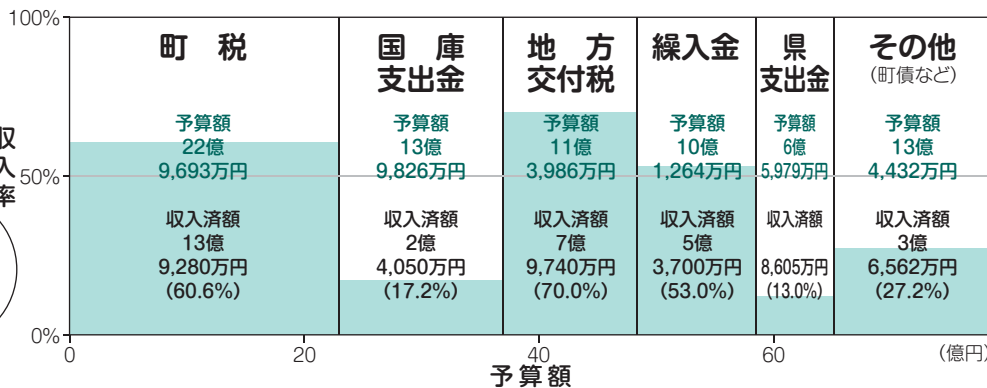 100%
50%
0%
収入率
町税
予算額
22億
9,693万円
収入済額
13億
9,280万円
(60.6%)
国庫
支出金
予算額
13億
9,826万円
収入済額
2億
4,050万円
(17.2%)
地方
交付税
予算額
11億
3,986万円
収入済額
7億
9,740万円
(70.0%)
繰入金
予算額
10億
1,264万円
収入済額
5億
3,700万円
(53.0%)
県
支出金
予算額
6億
5,979万円
収入済額
8,605万円
(13.0%)
その他
(町債など)
予算額
13億
4,432万円
収入済額
3億
6,562万円
(27.2%)
0
20
40
60
(億円)
予算額